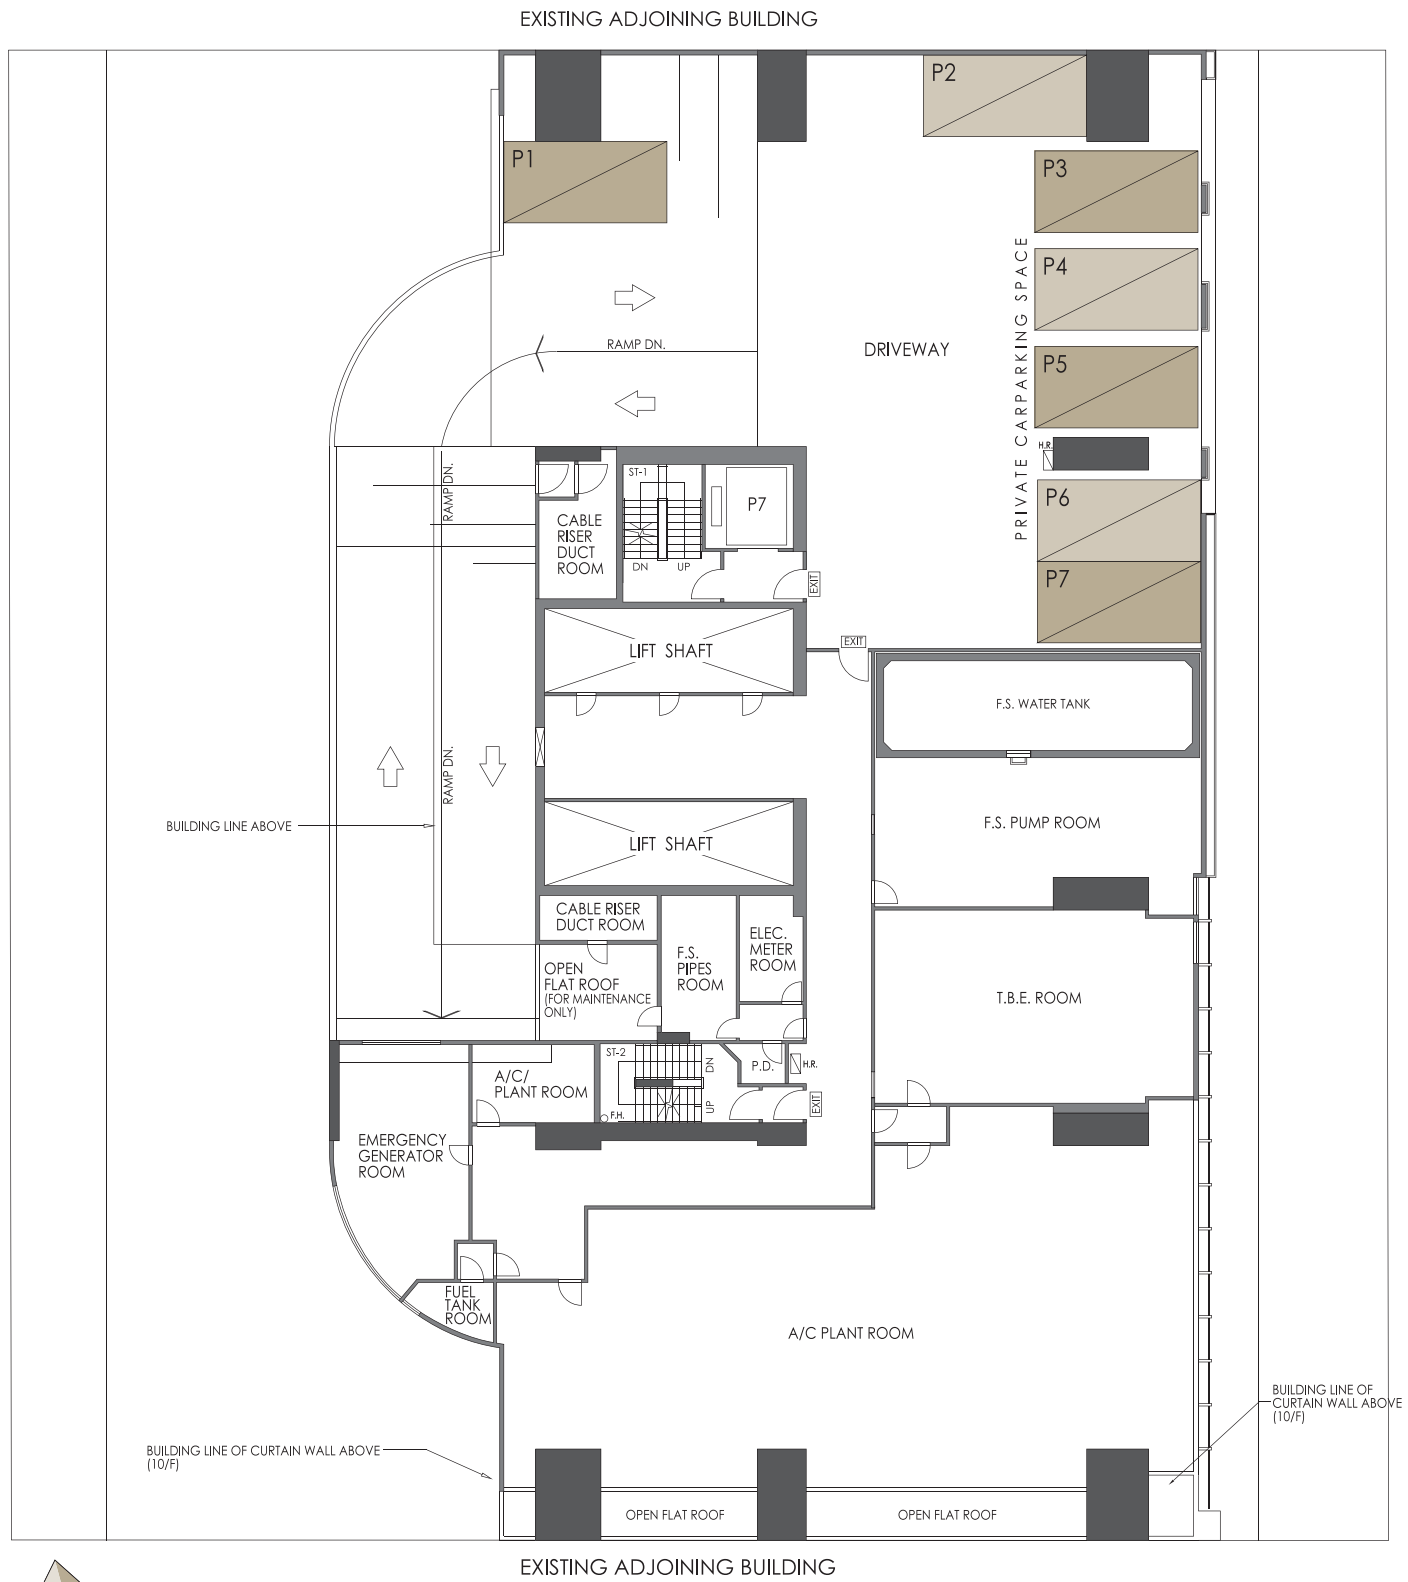 EXISTING ADJOINING BUILDING
P2
P1
P3
P4
P5
PRIVATE CARPARKING SPACE
RAMP DN.
DRIVEWAY
H.R.
RAMP DN.
ST-1
P7
P6
CABLE
RISER
DUCT
ROOM
DN
UP
P7
EXIT
EXIT
LIFT SHAFT
F.S. WATER TANK
RAMP DN.
BUILDING LINE ABOVE
F.S. PUMP ROOM
LIFT SHAFT
CABLE RISER
DUCT ROOM
ELEC.
METER
ROOM
F.S.
PIPES
ROOM
OPEN
FLAT ROOF
(FOR MAINTENANCE
ONLY)
T.B.E. ROOM
ST-2
DN
P.D.
H.R.
A/C/
PLANT ROOM
UP
F.H.
EXIT
EMERGENCY
GENERATOR
ROOM
FUEL
TANK
ROOM
A/C PLANT ROOM
BUILDING LINE OF
CURTAIN WALL ABOVE
(10/F)
BUILDING LINE OF CURTAIN WALL ABOVE
(10/F)
OPEN FLAT ROOF
OPEN FLAT ROOF
EXISTING ADJOINING BUILDING